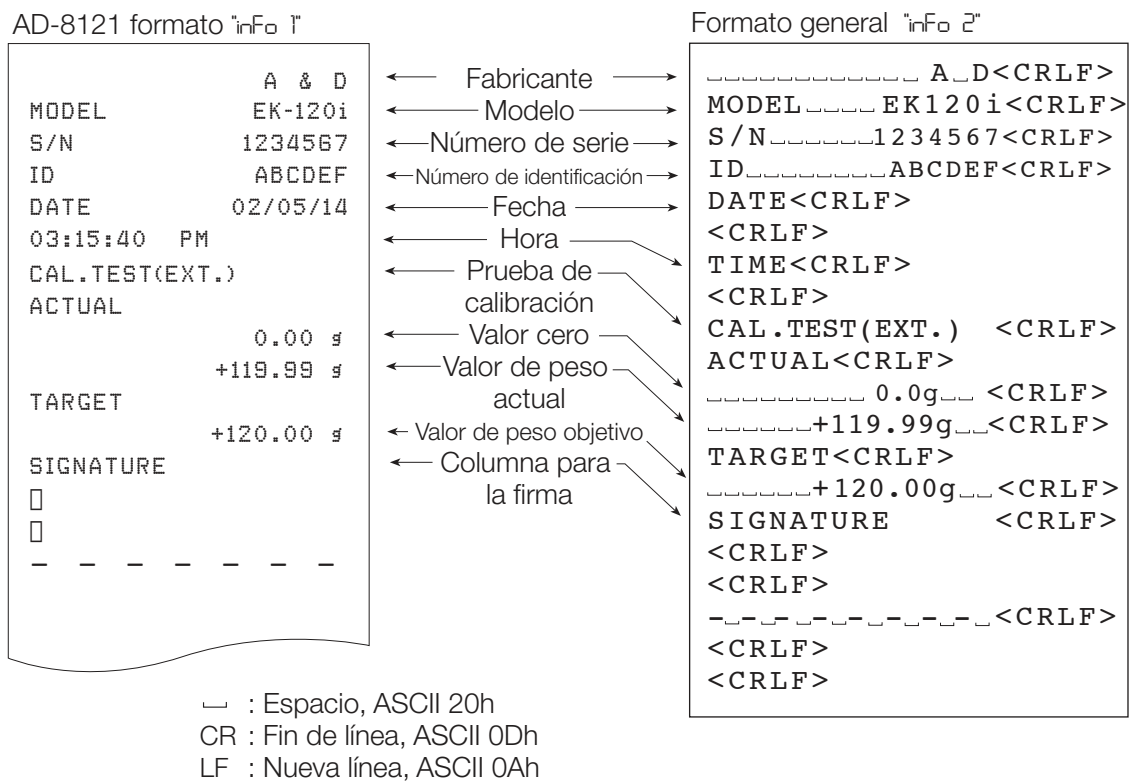 AD-8121 formato "inFo 1"
A & D
MODEL EK-120i
S/N 1234567
ID ABCDEF
DATE 02/05/14
03:15:40 PM
CAL.TEST(EXT.)
ACTUAL
0.00 g
+119.99 g
TARGET
+120.00 g
SIGNATURE
Fabricante
Modelo
Número de serie
Número de identificación
Fecha
Hora
Prueba de
calibración
Valor cero
Valor de peso
actual
Valor de peso objetivo
Columna para
la firma
Formato general "inFo 2"
␣␣␣␣␣␣␣␣␣␣␣␣ A␣D<CRLF>
MODEL␣␣␣␣EK120i<CRLF>
S/N␣␣␣␣␣␣1234567<CRLF>
ID␣␣␣␣␣␣␣␣ABCDEF<CRLF>
DATE<CRLF>
<CRLF>
TIME<CRLF>
<CRLF>
CAL.TEST(EXT.) <CRLF>
ACTUAL<CRLF>
␣␣␣␣␣␣␣␣␣ 0.0g␣␣ <CRLF>
␣␣␣␣␣␣+119.99g␣␣<CRLF>
TARGET<CRLF>
␣␣␣␣␣␣+120.00g␣␣<CRLF>
SIGNATURE <CRLF>
<CRLF>
<CRLF>
-␣-␣-␣-␣-␣-␣-␣-␣<CRLF>
<CRLF>
<CRLF>
␣ : Espacio, ASCII 20h
CR : Fin de línea, ASCII 0Dh
LF : Nueva línea, ASCII 0Ah